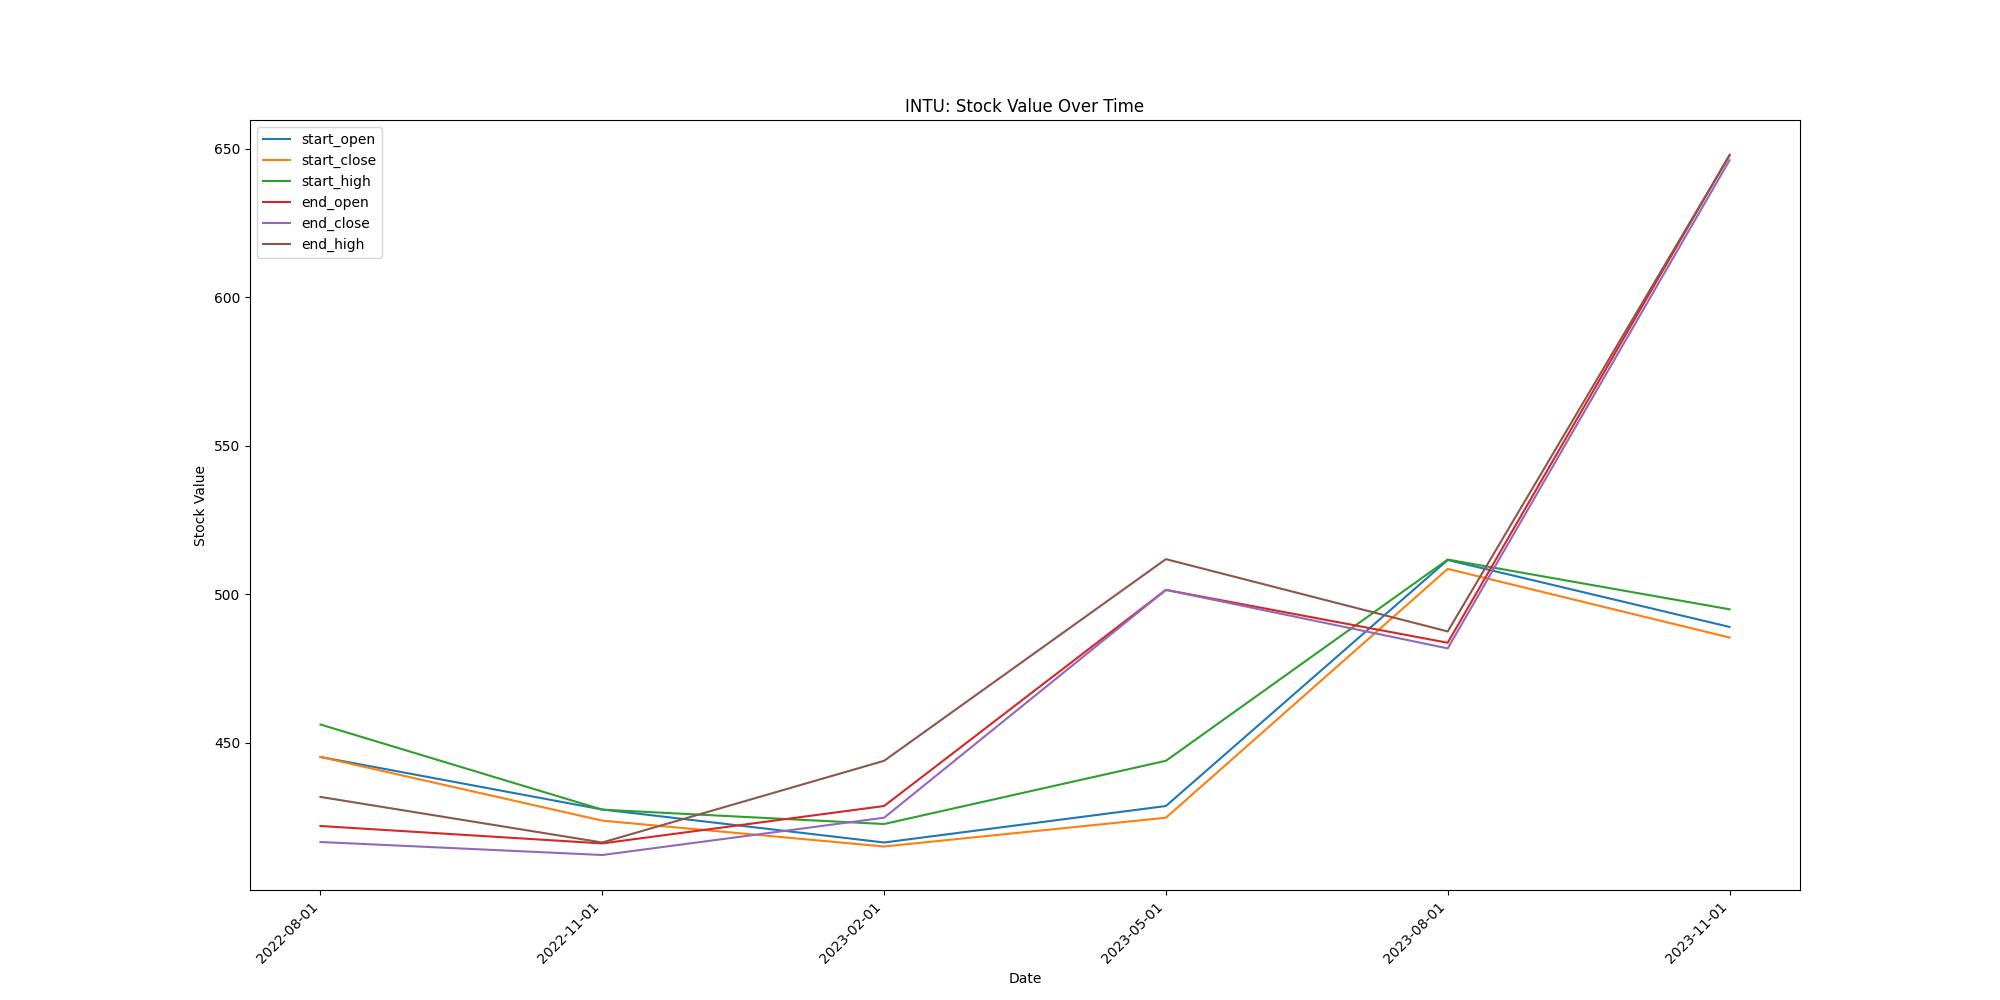 INTU: Stock Value Over Time
start_open
start_close
start_high
end_open
end_close
end_high
650
600
550
500
450
Stock Value
2022-08-01
2022-11-01
2023-02-01
2023-05-01
2023-08-01
2023-11-01
Date